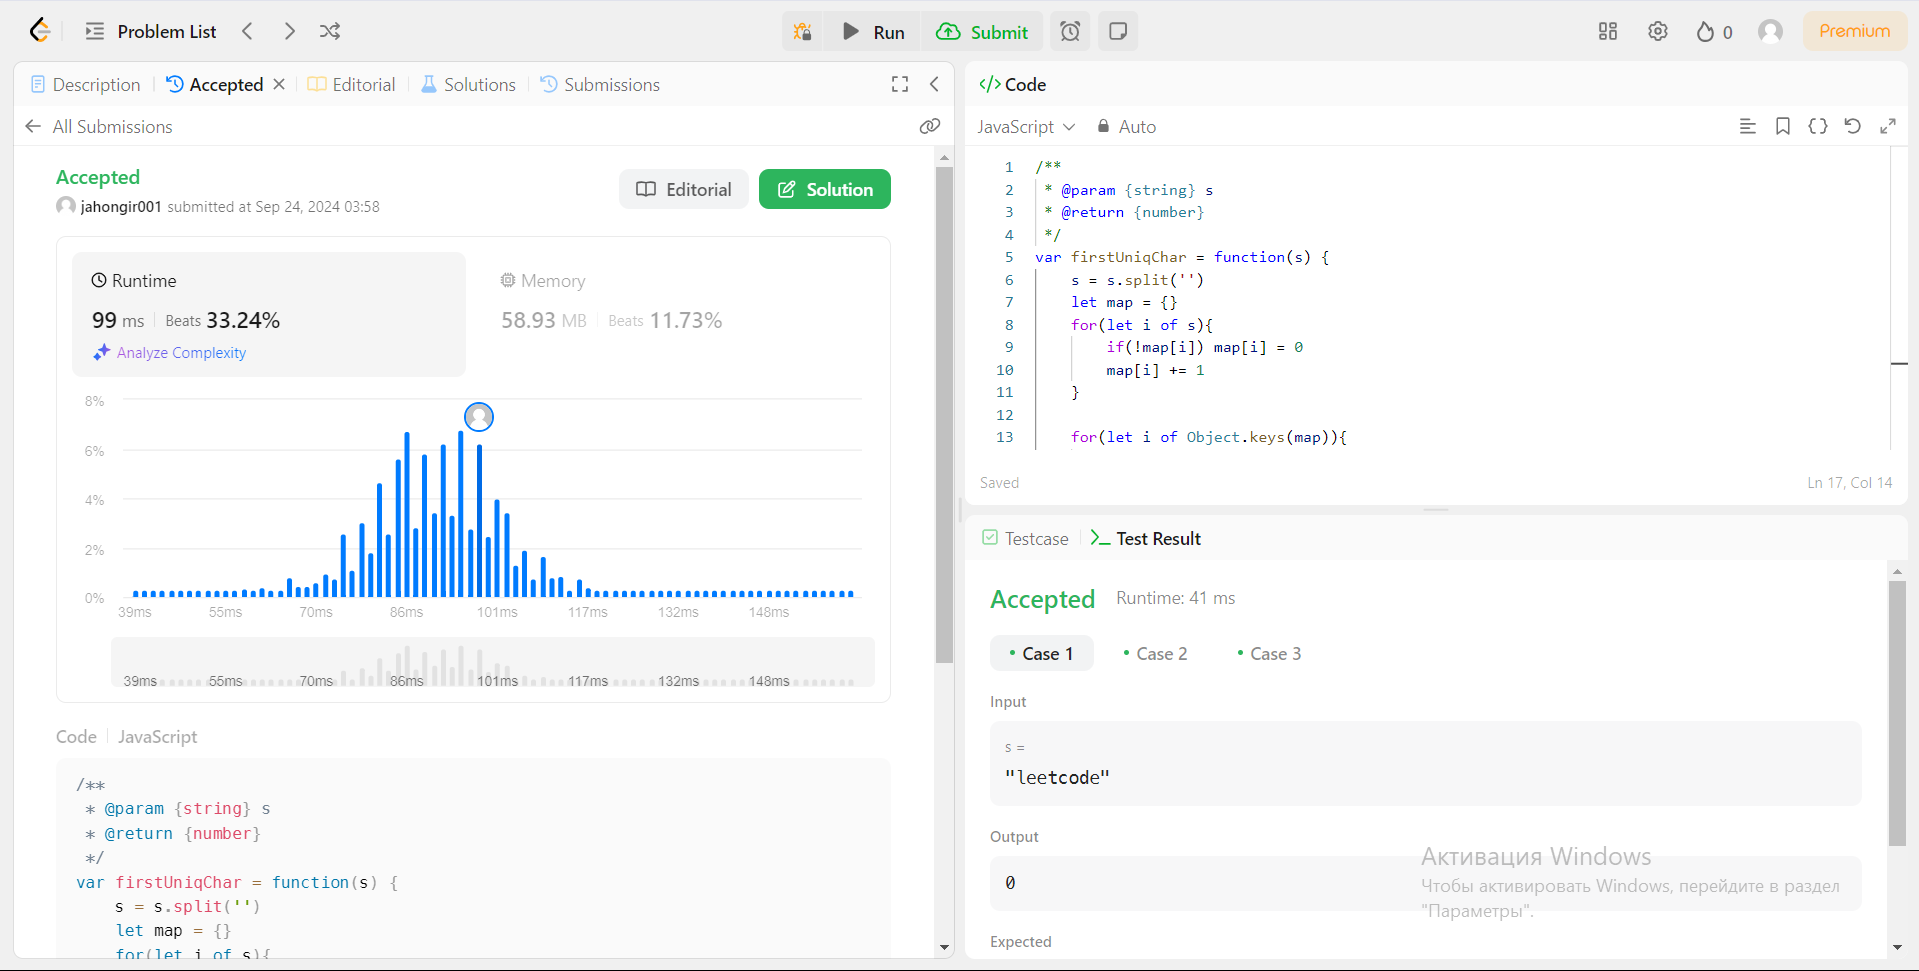 Problem List
Run
Submit
0
Premium
Description
Accepted
Editorial
Solutions
Submissions
All Submissions
Accepted
jahongir001 submitted at Sep 24, 2024 03:58
Editorial
Solution
Runtime
99 ms
Beats 33.24%
Analyze Complexity
Memory
58.93 MB
Beats 11.73%
8%
6%
4%
2%
0%
39ms 55ms 70ms 86ms 101ms 117ms 132ms 148ms
39ms 55ms 70ms 86ms 101ms 117ms 132ms 148ms
Code
JavaScript
/**
 * @param {string} s
 * @return {number}
 */
var firstUniqChar = function(s) {
    s = s.split('')
    let map = {}
    for(let i of s){
</> Code
JavaScript
Auto
1 /**
2  * @param {string} s
3  * @return {number}
4  */
5 var firstUniqChar = function(s) {
6     s = s.split('')
7     let map = {}
8     for(let i of s){
9         if(!map[i]) map[i] = 0
10         map[i] += 1
11     }
12
13     for(let i of Object.keys(map)){
Saved
Ln 17, Col 14
Testcase
Test Result
Accepted
Runtime: 41 ms
Case 1
Case 2
Case 3
Input
s =
"leetcode"
Output
0
Expected
Активация Windows
Чтобы активировать Windows, перейдите в раздел
"Параметры".